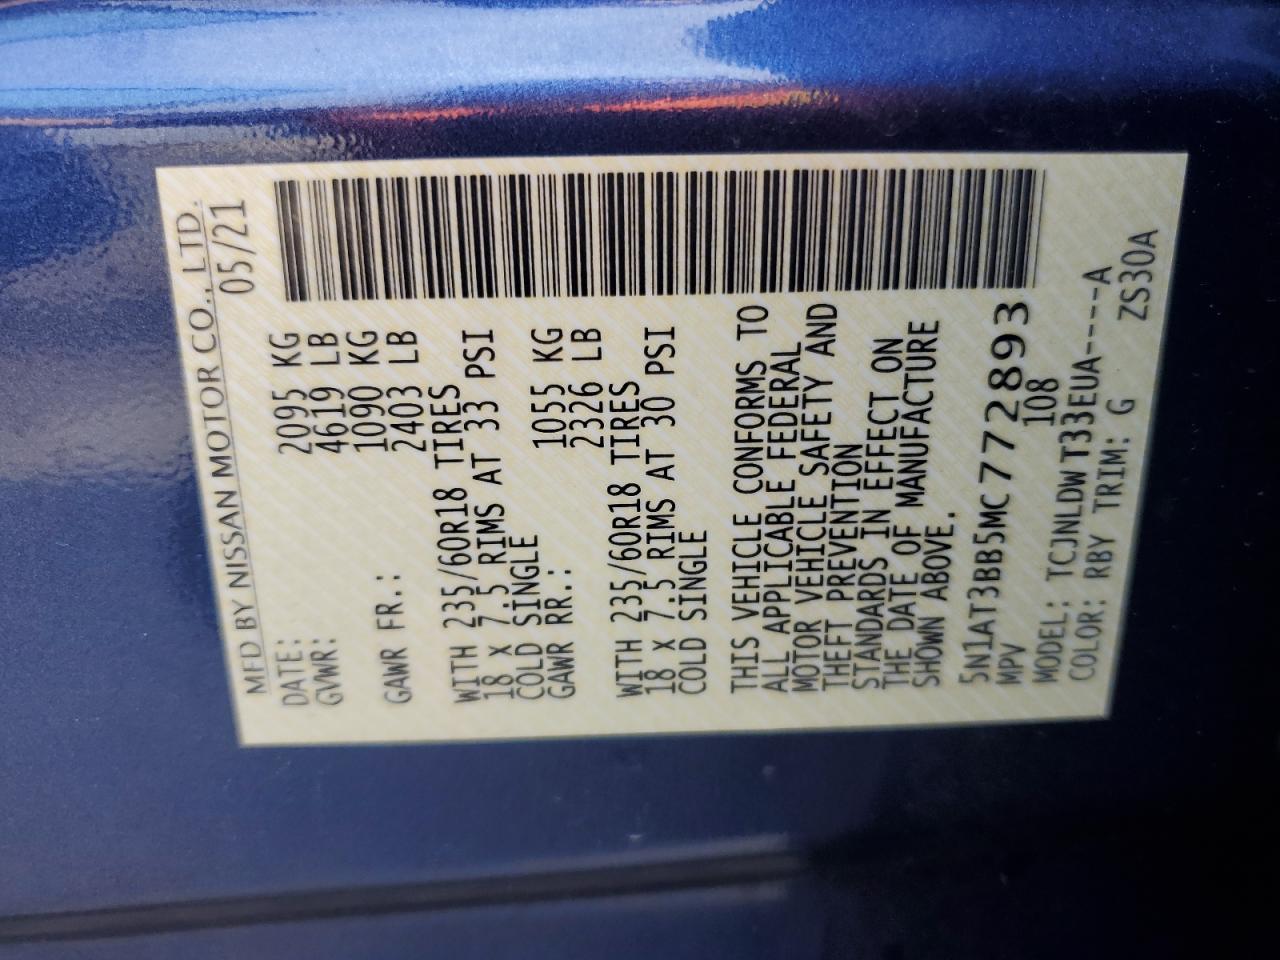 MFD BY NISSAN MOTOR CO., LTD.
DATE: 05/21
GVWR: 2095 KG
4619 LB
GAWR FR.: 1090 KG
2403 LB
WITH 235/60R18 TIRES
18 X 7.5 RIMS AT 33 PSI
COLD SINGLE
GAWR RR.: 1055 KG
2326 LB
WITH 235/60R18 TIRES
18 X 7.5 RIMS AT 30 PSI
COLD SINGLE
THIS VEHICLE CONFORMS TO
ALL APPLICABLE FEDERAL
MOTOR VEHICLE SAFETY AND
THEFT PREVENTION
STANDARDS IN EFFECT ON
THE DATE OF MANUFACTURE
SHOWN ABOVE.
5N1AT3BB5MC772893
MPV 108
MODEL: TCJNLDWT33EUA----A
COLOR: RBY TRIM: G ZS30A